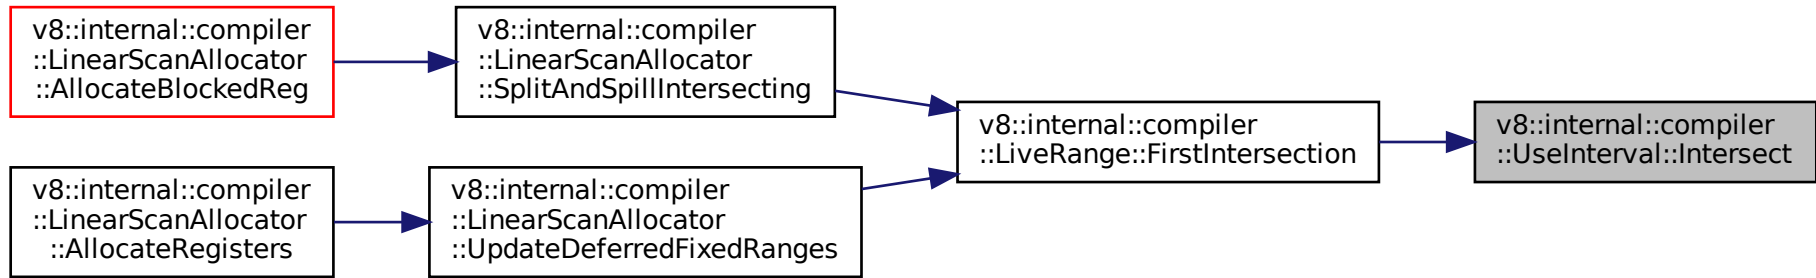 v8::internal::compiler
::LinearScanAllocator
::AllocateBlockedReg
v8::internal::compiler
::LinearScanAllocator
::SplitAndSpillIntersecting
v8::internal::compiler
::LiveRange::FirstIntersection
v8::internal::compiler
::UseInterval::Intersect
v8::internal::compiler
::LinearScanAllocator
::AllocateRegisters
v8::internal::compiler
::LinearScanAllocator
::UpdateDeferredFixedRanges